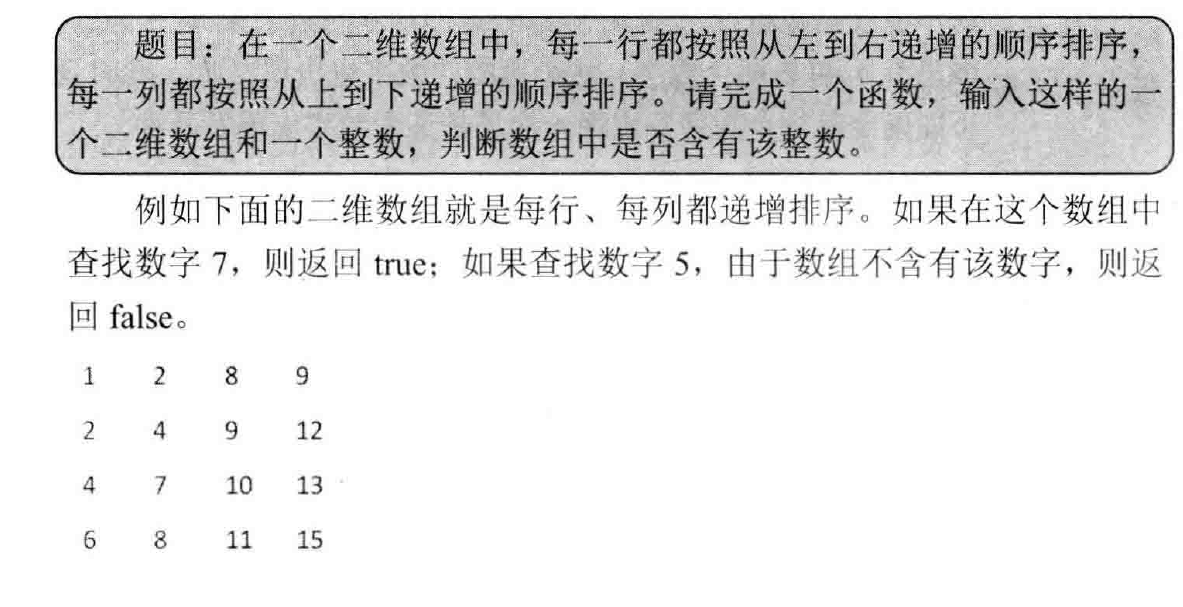 题目：在一个二维数组中，每一行都按照从左到右递增的顺序排序，
每一列都按照从上到下递增的顺序排序。请完成一个函数，输入这样的一
个二维数组和一个整数，判断数组中是否含有该整数。
例如下面的二维数组就是每行、每列都递增排序。如果在这个数组中
查找数字 7，则返回 true；如果查找数字 5，由于数组不含有该数字，则返
回 false。
1 2 8 9
2 4 9 12
4 7 10 13
6 8 11 15